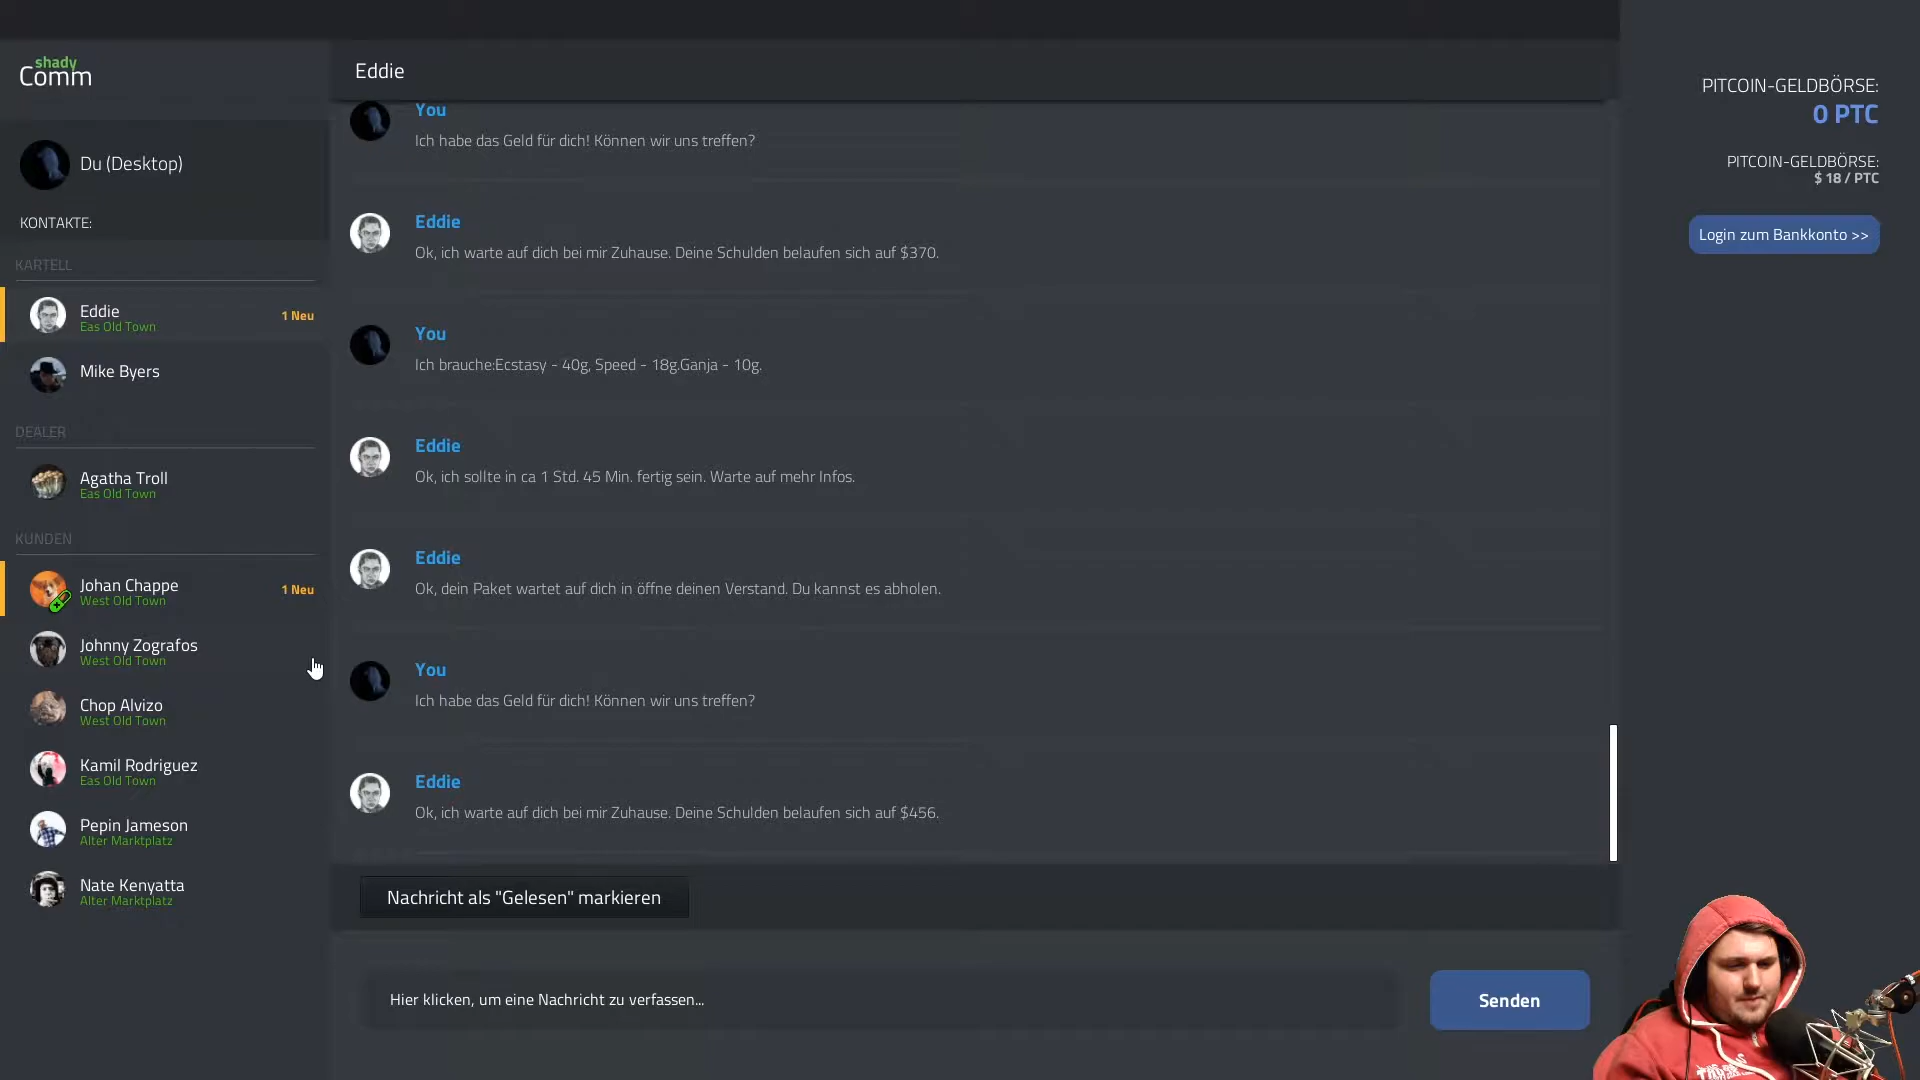 shady
Comm
Du (Desktop)
KONTAKTE:
KARTELL
Eddie
Eas Old Town
1 Neu
Mike Byers
DEALER
Agatha Troll
Eas Old Town
KUNDEN
Johan Chappe
West Old Town
1 Neu
Johnny Zografos
West Old Town
Chop Alvizo
West Old Town
Kamil Rodriguez
Eas Old Town
Pepin Jameson
Alter Marktplatz
Nate Kenyatta
Alter Marktplatz
Eddie
You
Ich habe das Geld für dich! Können wir uns treffen?
Eddie
Ok, ich warte auf dich bei mir Zuhause. Deine Schulden belaufen sich auf $370.
You
Ich brauche:Ecstasy - 40g, Speed - 18g.Ganja - 10g.
Eddie
Ok, ich sollte in ca 1 Std. 45 Min. fertig sein. Warte auf mehr Infos.
Eddie
Ok, dein Paket wartet auf dich in öffne deinen Verstand. Du kannst es abholen.
You
Ich habe das Geld für dich! Können wir uns treffen?
Eddie
Ok, ich warte auf dich bei mir Zuhause. Deine Schulden belaufen sich auf $456.
Nachricht als "Gelesen" markieren
Hier klicken, um eine Nachricht zu verfassen...
Senden
PITCOIN-GELDBÖRSE:
0 PTC
PITCOIN-GELDBÖRSE:
$ 18 / PTC
Login zum Bankkonto >>